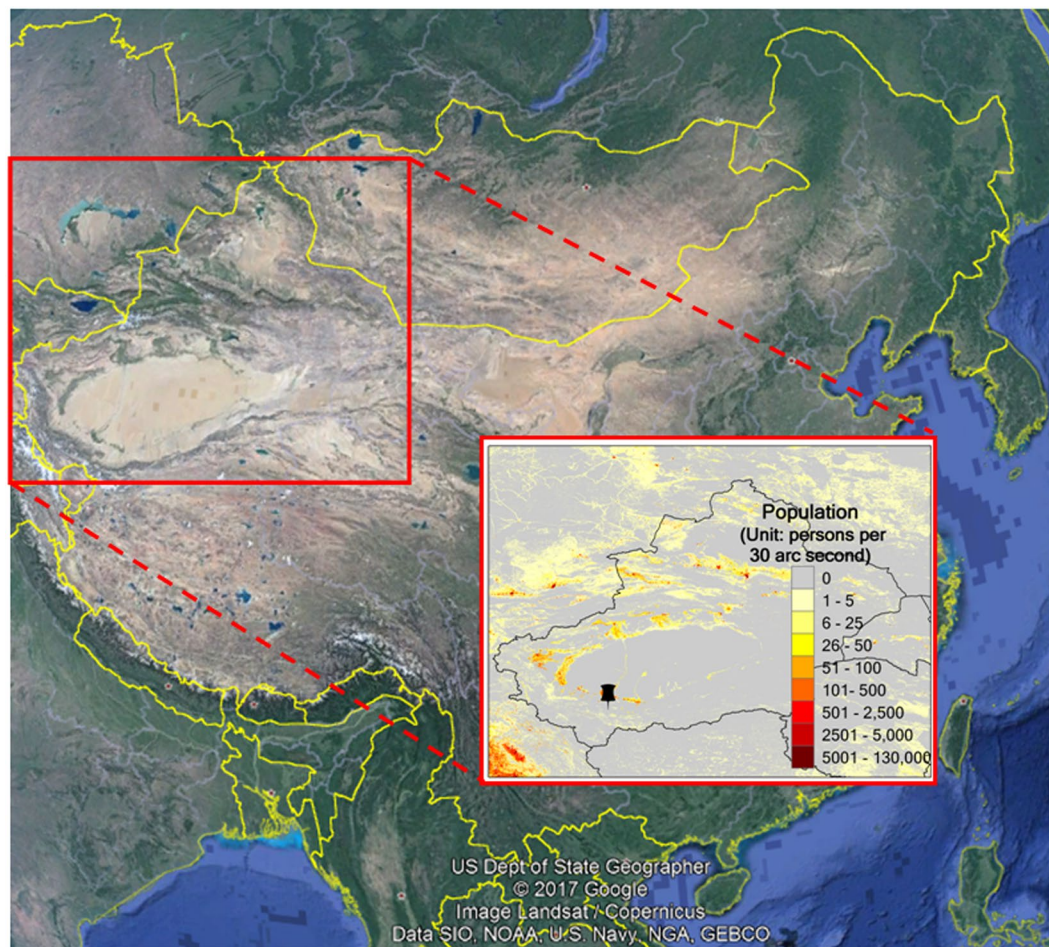 Population
(Unit: persons per
30 arc second)
0
1 - 5
6 - 25
26 - 50
51 - 100
101- 500
501 - 2,500
2501 - 5,000
5001 - 130,000
US Dept of State Geographer
© 2017 Google
Image Landsat / Copernicus
Data SIO, NOAA, U.S. Navy, NGA, GEBCO